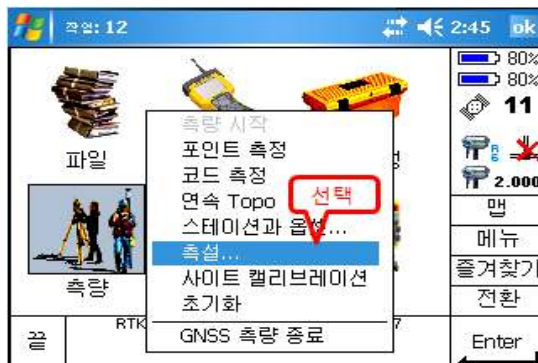 작업: 12
2:45
ok
80%
80%
11
파일
측량 시작
포인트 측정
코드 측정
연속 Topo
선택
스테이션과 옵셋...
측설...
사이트 캘리브레이션
초기화
GNSS 측량 종료
측량
R
6
2.000
맵
메뉴
즐겨찾기
전환
끝
RTK
Enter